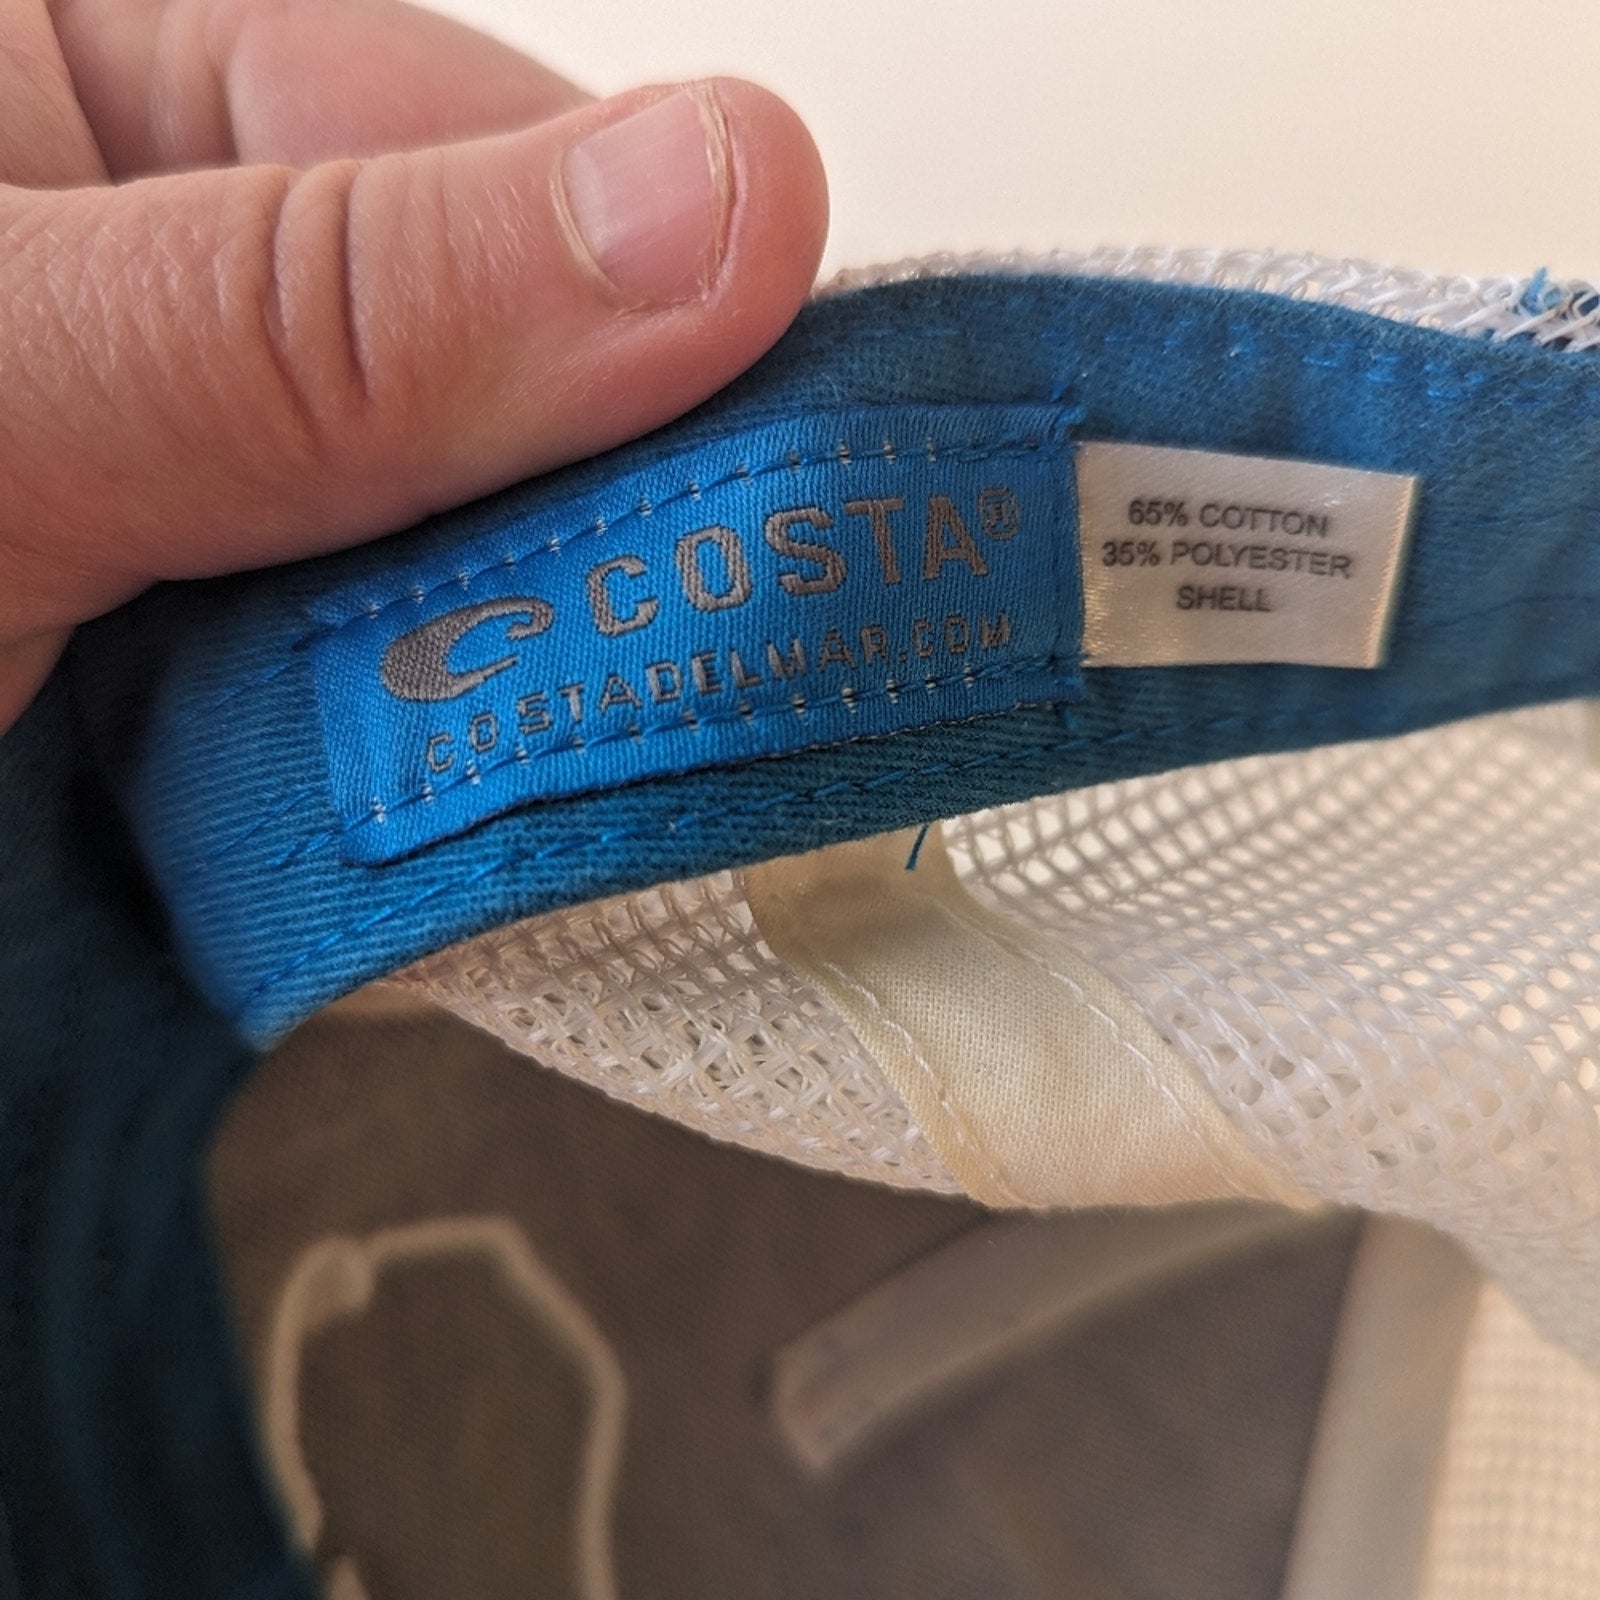 COSTA®
COSTADELMAR.COM
65% COTTON
35% POLYESTER
SHELL